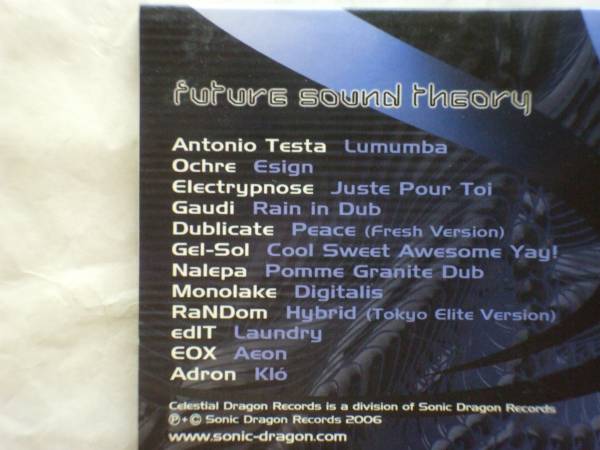 future sound theory
Antonio Testa Lumumba
Ochre Esign
Electrypnose Juste Pour Toi
Gaudi Rain in Dub
Dublicate Peace (Fresh Version)
Gel-Sol Cool Sweet Awesome Yay!
Nalepa Pomme Granite Dub
Monolake Digitalis
RaNDom Hybrid (Tokyo Elite Version)
edIT Laundry
EOX Aeon
Adron Kló
Celestial Dragon Records is a division of Sonic Dragon Records
℗+© Sonic Dragon Records 2006
www.sonic-dragon.com